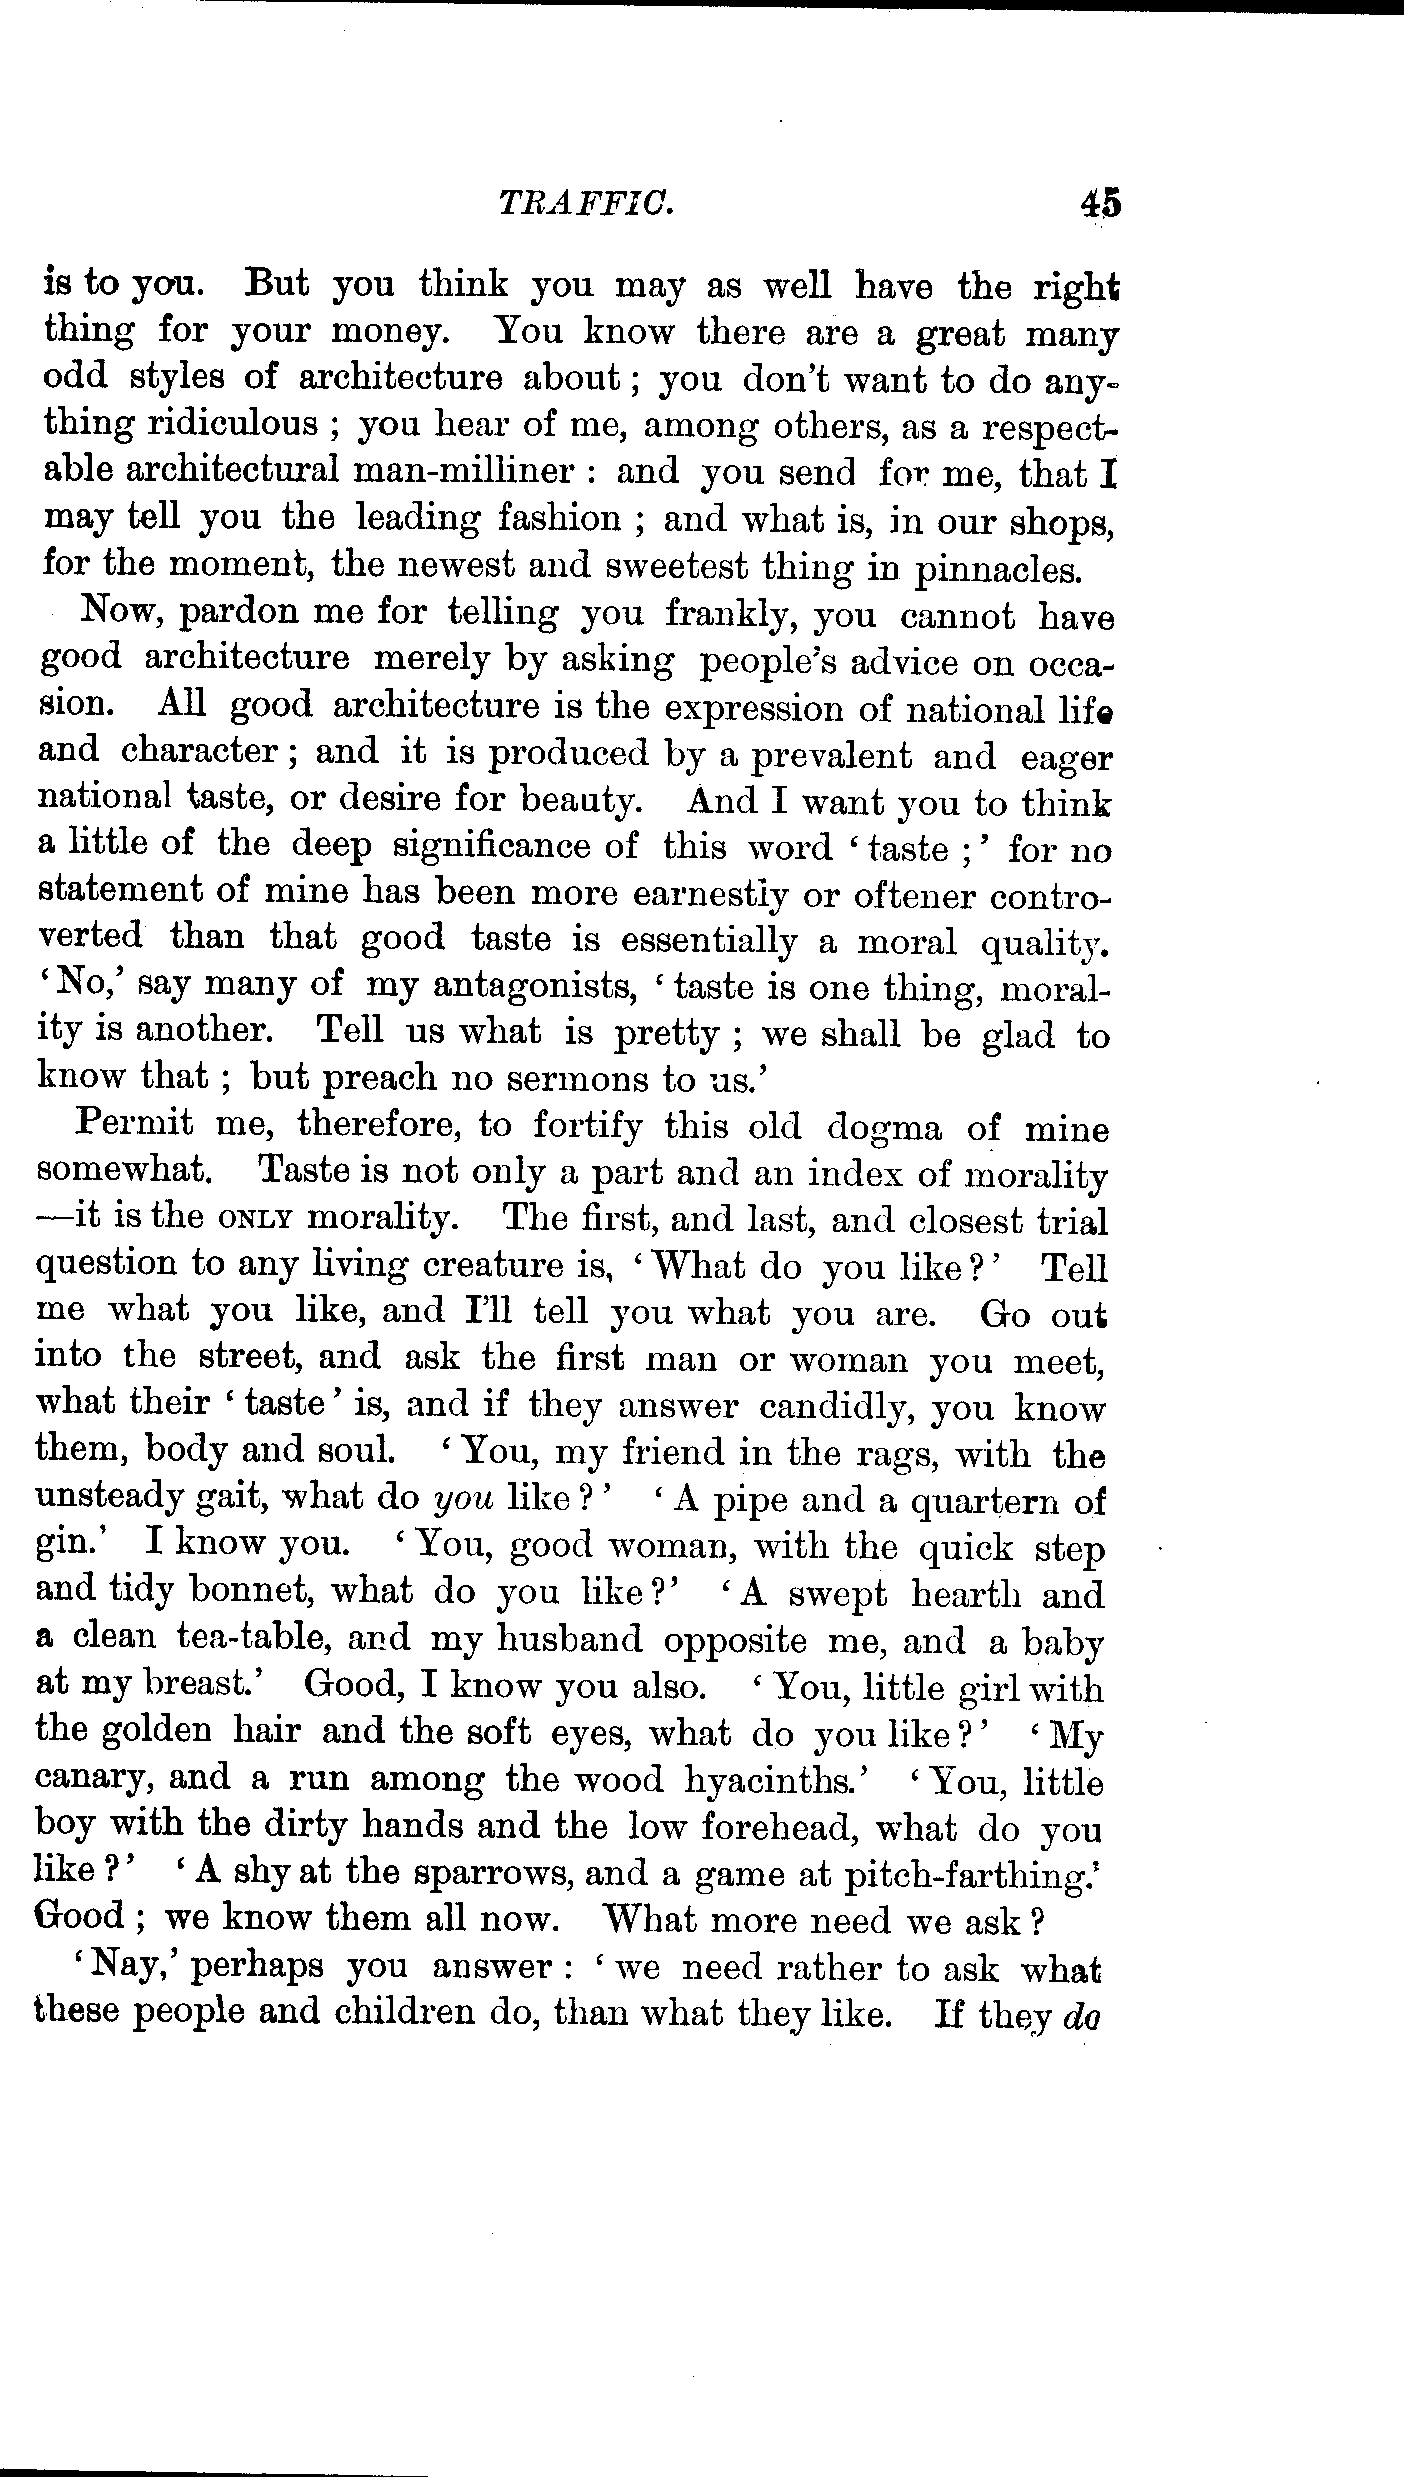 TRAFFIC. 45
is to you. But you think you may as well have the right
thing for your money. You know there are a great many
odd styles of architecture about ; you don't want to do any-
thing ridiculous ; you hear of me, among others, as a respect-
able architectural man-milliner : and you send for me, that I
may tell you the leading fashion ; and what is, in our shops,
for the moment, the newest and sweetest thing in pinnacles.
Now, pardon me for telling you frankly, you cannot have
good architecture merely by asking people's advice on occa-
sion. All good architecture is the expression of national life
and character ; and it is produced by a prevalent and eager
national taste, or desire for beauty. And I want you to think
a little of the deep significance of this word ‘ taste ;’ for no
statement of mine has been more earnestly or oftener contro-
verted than that good taste is essentially a moral quality.
‘ No,’ say many of my antagonists, ‘ taste is one thing, moral-
ity is another. Tell us what is pretty ; we shall be glad to
know that ; but preach no sermons to us.’
Permit me, therefore, to fortify this old dogma of mine
somewhat. Taste is not only a part and an index of morality
—it is the ONLY morality. The first, and last, and closest trial
question to any living creature is, ‘ What do you like ?’ Tell
me what you like, and I'll tell you what you are. Go out
into the street, and ask the first man or woman you meet,
what their ‘ taste ’ is, and if they answer candidly, you know
them, body and soul. ‘ You, my friend in the rags, with the
unsteady gait, what do you like ?’ ‘ A pipe and a quartern of
gin.’ I know you. ‘ You, good woman, with the quick step
and tidy bonnet, what do you like ?’ ‘ A swept hearth and
a clean tea-table, and my husband opposite me, and a baby
at my breast.’ Good, I know you also. ‘ You, little girl with
the golden hair and the soft eyes, what do you like ?’ ‘ My
canary, and a run among the wood hyacinths.’ ‘ You, little
boy with the dirty hands and the low forehead, what do you
like ?’ ‘ A shy at the sparrows, and a game at pitch-farthing.’
Good ; we know them all now. What more need we ask ?
‘ Nay,’ perhaps you answer : ‘ we need rather to ask what
these people and children do, than what they like. If they do